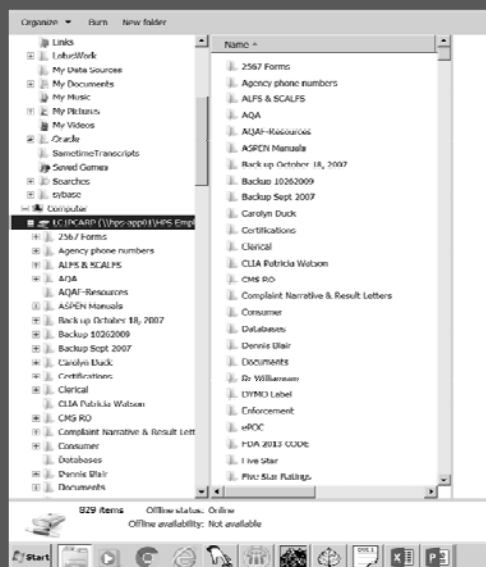 Organize Burn New folder
Links
LotusWork
My Data Sources
My Documents
My Music
My Pictures
My Videos
Oracle
SametimeTranscripts
Saved Games
Searches
sybase
Computer
(\\hps-app01\HPS Empl
2567 Forms
Agency phone numbers
ALFS & SCALFS
AQA
AQAF-Resources
ASPEN Manuals
Back up October 18, 2007
Backup 10262009
Backup Sept 2007
Carolyn Duck
Certifications
Clerical
CLIA Patricia Watson
CMS RO
Complaint Narrative & Result Lett
Consumer
Databases
Dennis Blair
Documents
Name
2567 Forms
Agency phone numbers
ALFS & SCALFS
AQA
AQAF-Resources
ASPEN Manuals
Back up October 18, 2007
Backup 10262009
Backup Sept 2007
Carolyn Duck
Certifications
Clerical
CLIA Patricia Watson
CMS RO
Complaint Narrative & Result Letters
Consumer
Databases
Dennis Blair
Documents
Dr Williamson
DYMO Label
Enforcement
ePOC
FDA 2013 CODE
Five Star
Five Star Ratings
829 items Offline status: Online
Offline availability: Not available
Start